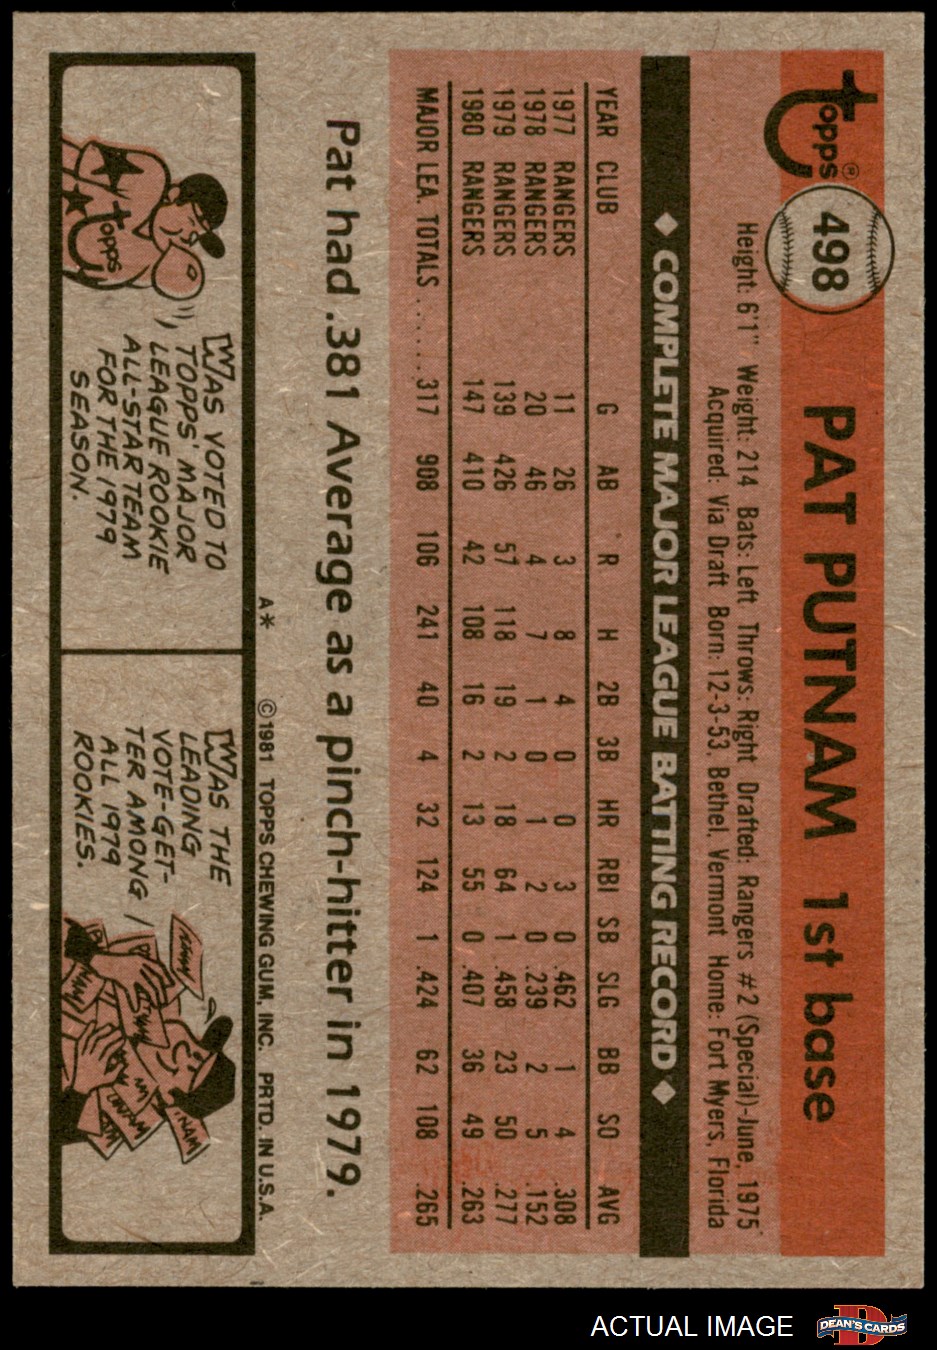 topps®
498
PAT PUTNAM 1st base
Height: 6'1" Weight: 214 Bats: Left Throws: Right Drafted: Rangers #2 (Special)-June, 1975
Acquired: Via Draft Born: 12-3-53, Bethel, Vermont Home: Fort Myers, Florida
◆ COMPLETE MAJOR LEAGUE BATTING RECORD ◆
YEAR CLUB G AB R H 2B 3B HR RBI SB SLG BB SO AVG
1977 RANGERS 11 26 3 8 4 0 0 3 0 .462 1 4 .308
1978 RANGERS 20 46 4 7 1 0 1 2 0 .239 2 5 .152
1979 RANGERS 139 426 57 118 19 2 18 64 1 .458 23 50 .277
1980 RANGERS 147 410 42 108 16 2 13 55 0 .407 36 49 .263
MAJOR LEA. TOTALS ...... 317 908 106 241 40 4 32 124 1 .424 62 108 .265
Pat had .381 Average as a pinch-hitter in 1979.
A* © 1981 TOPPS CHEWING GUM, INC. PRTD. IN U.S.A.
topps
WAS VOTED TO
TOPPS' MAJOR
LEAGUE ROOKIE
ALL-STAR TEAM
FOR THE 1979
SEASON.
WAS THE
LEADING
VOTE-GET-
TER AMONG
ALL 1979
ROOKIES.
ACTUAL IMAGE
DEAN'S CARDS